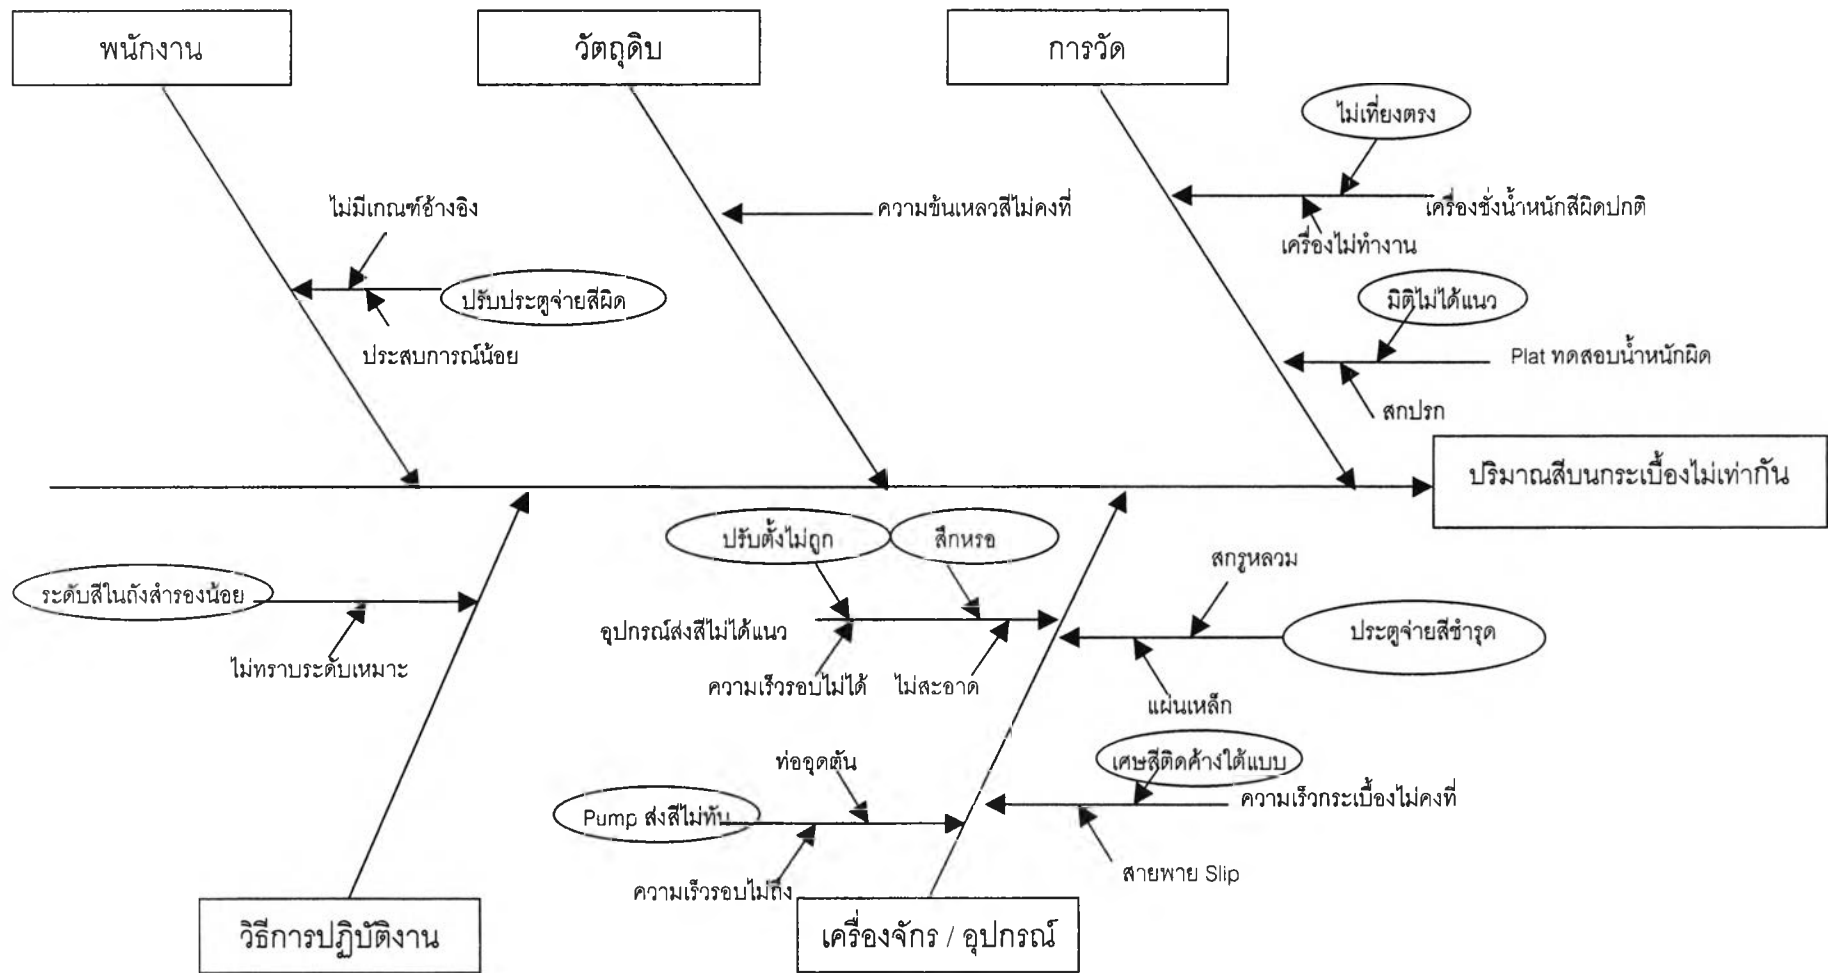 พนักงาน
วัตถุดิบ
การวัด
ไม่เที่ยงตรง
ไม่มีเกณฑ์อ้างอิง
ความข้นเหลวสีไม่คงที่
เครื่องชั่งน้ำหนักสีผิดปกติ
เครื่องไม่ทำงาน
ปรับประตูจ่ายสีผิด
มิติไม่ได้แนว
ประสบการณ์น้อย
Plat ทดสอบน้ำหนักผิด
สกปรก
ปริมาณสีบนกระเบื้องไม่เท่ากัน
ปรับตั้งไม่ถูก
สึกหรอ
สกรูหลวม
ระดับสีในถังสำรองน้อย
อุปกรณ์ส่งสีไม่ได้แนว
ประตูจ่ายสีชำรุด
ไม่ทราบระดับเหมาะ
ความเร็วรอบไม่ได้
ไม่สะอาด
แผ่นเหล็ก
ท่ออุดตัน
เศษสีติดค้างใต้แบบ
ความเร็วกระเบื้องไม่คงที่
Pump ส่งสีไม่ทัน
สายพาย Slip
ความเร็วรอบไม่ถึง
วิธีการปฏิบัติงาน
เครื่องจักร / อุปกรณ์